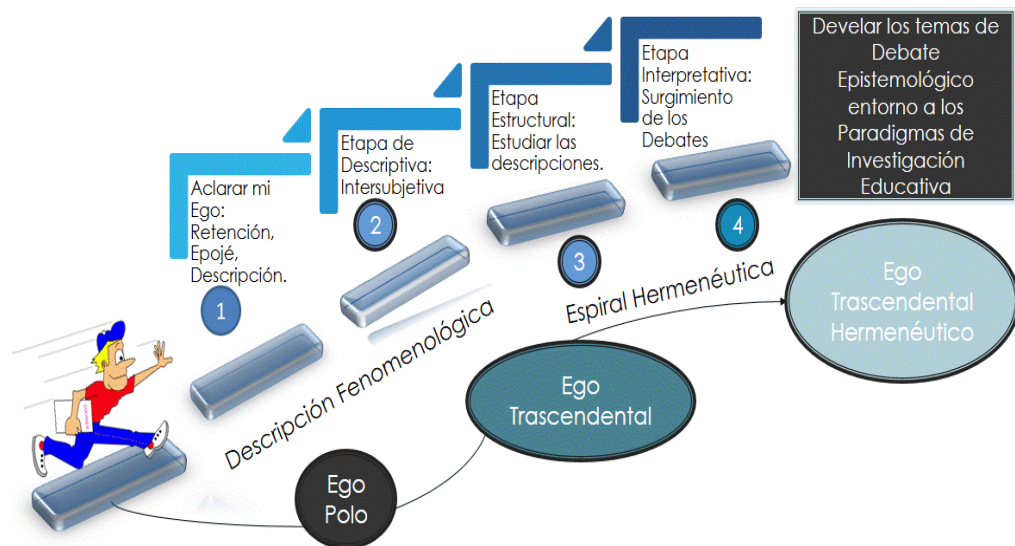 Aclarar mi
Ego:
Retención,
Epojé,
Descripción.
1
Etapa de
Descriptiva:
Intersubjetiva
2
Etapa
Estructural:
Estudiar las
descripciones.
3
Etapa
Interpretativa:
Surgimiento
de los
Debates
4
Develar los temas de
Debate
Epistemológico
entorno a los
Paradigmas de
Investigación
Educativa
Descripción Fenomenológica
Espiral Hermenéutica
Ego
Polo
Ego
Trascendental
Ego
Trascendental
Hermenéutico